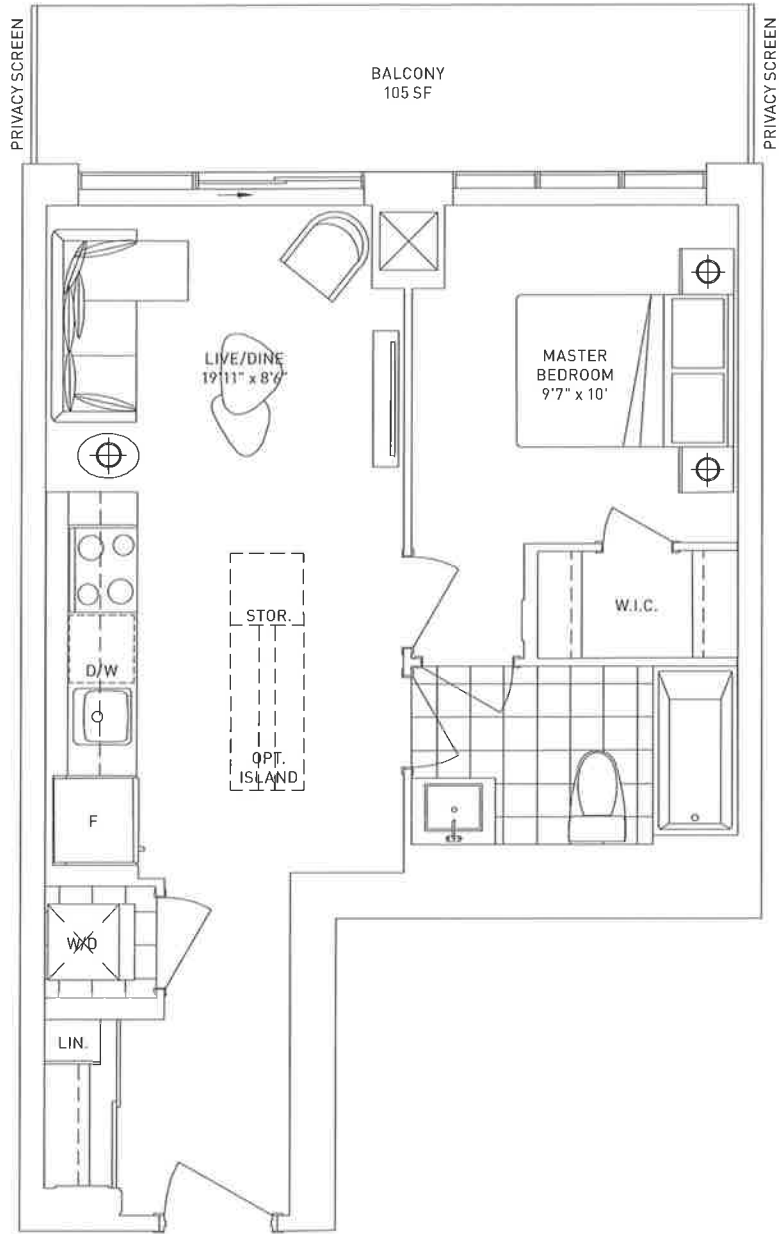 PRIVACY SCREEN
BALCONY
105 SF
PRIVACY SCREEN
LIVE/DINE
19'11" x 8'6"
MASTER
BEDROOM
9'7" x 10'
STOR.
W.I.C.
D/W
OPT.
ISLAND
F
W/D
LIN.